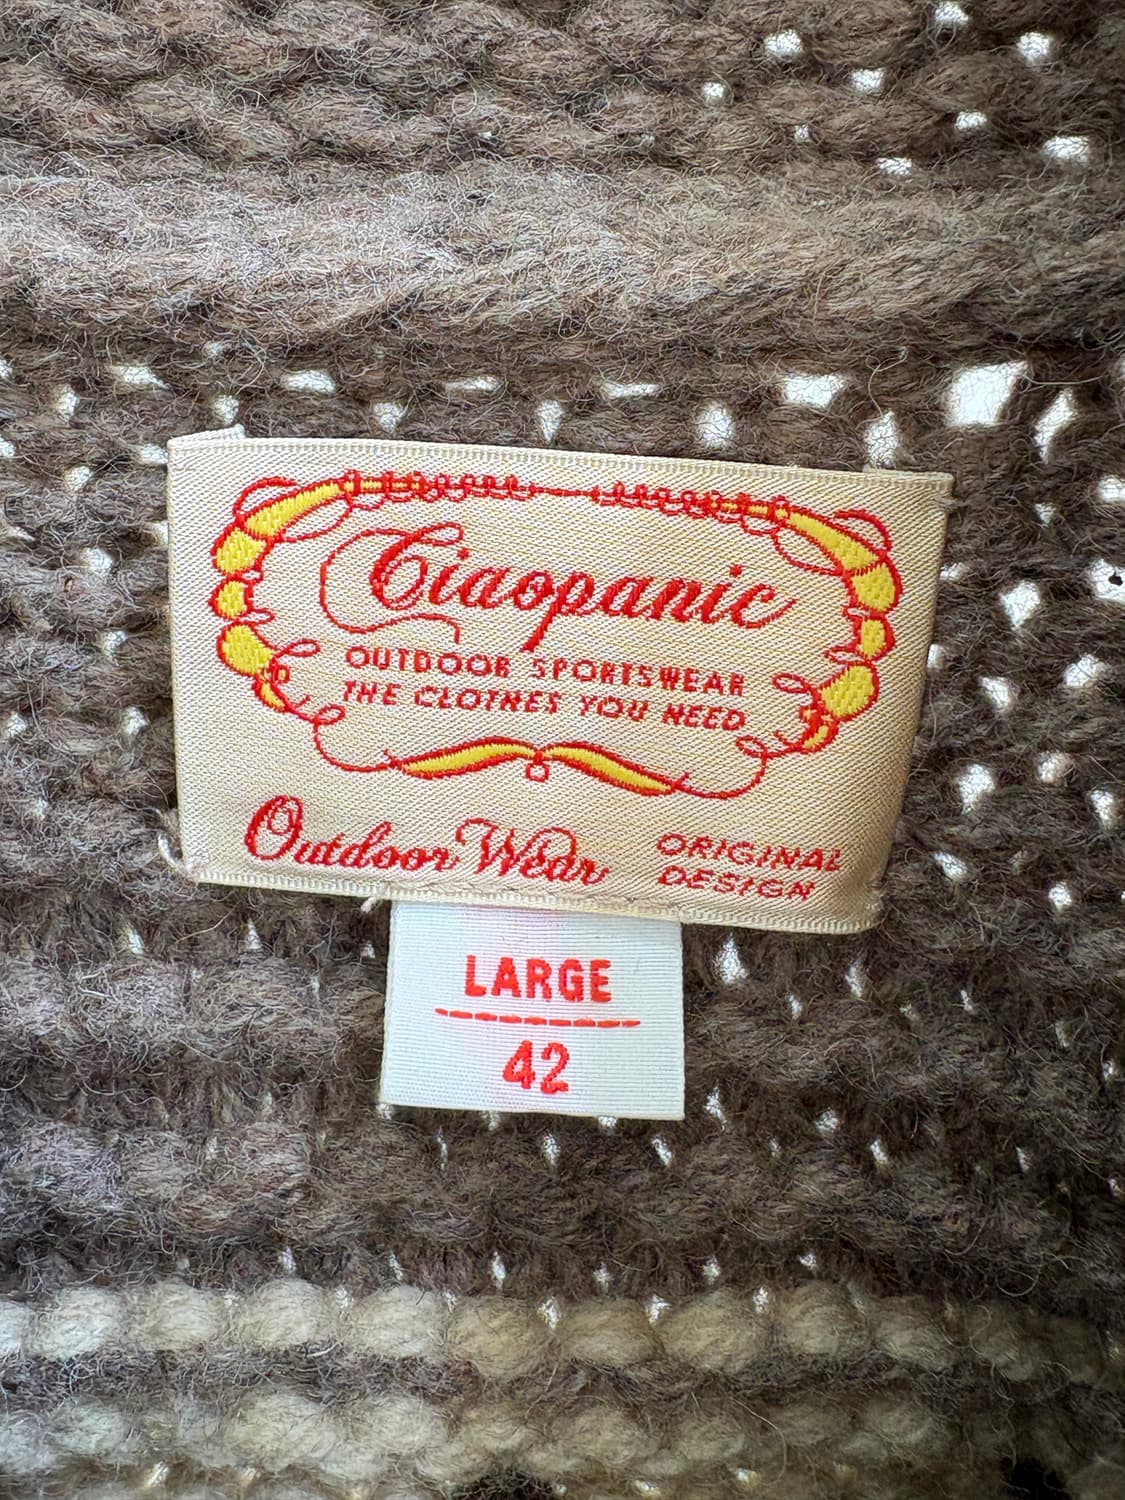 Ciaopanic
OUTDOOR SPORTSWEAR
THE CLOTHES YOU NEED
Outdoor Wear
ORIGINAL
DESIGN
LARGE
42